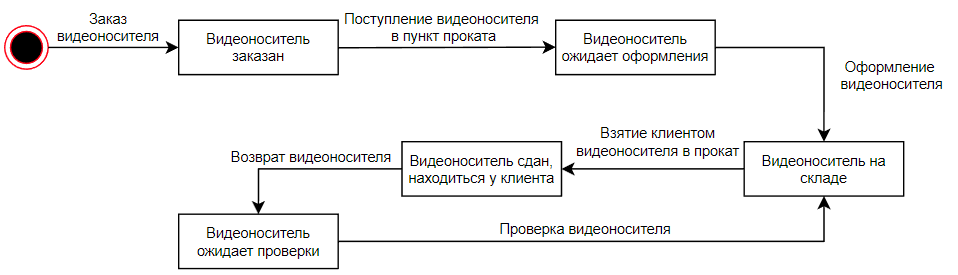 Заказ
видеоносителя
Видеоноситель
заказан
Поступление видеоносителя
в пункт проката
Видеоноситель
ожидает оформления
Оформление
видеоносителя
Видеоноситель на
складе
Взятие клиентом
видеоносителя в прокат
Видеоноситель сдан,
находиться у клиента
Возврат видеоносителя
Видеоноситель
ожидает проверки
Проверка видеоносителя